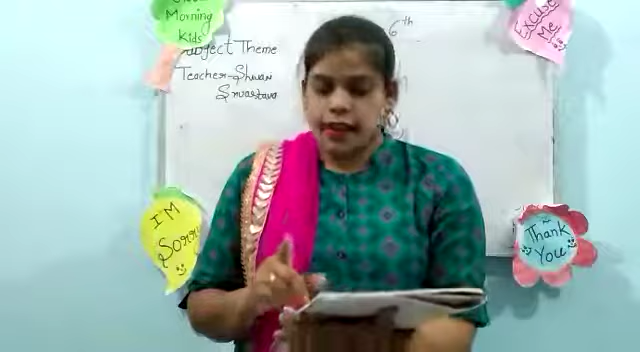 Morning
Kids
Subject Theme
Teacher-Shivani
Srivastava
6th
Excuse
Me
I'M
Sorry
Thank
You